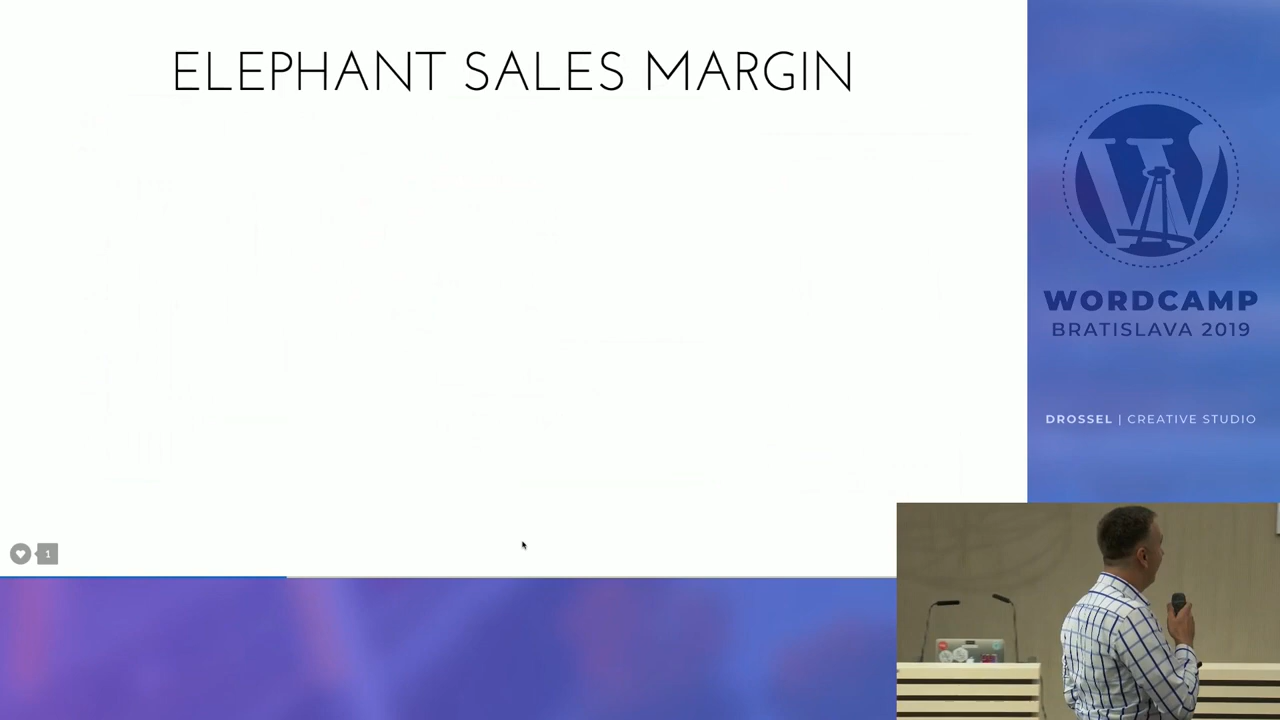 ELEPHANT SALES MARGIN
WORDCAMP
BRATISLAVA 2019
DROSSEL | CREATIVE STUDIO
1